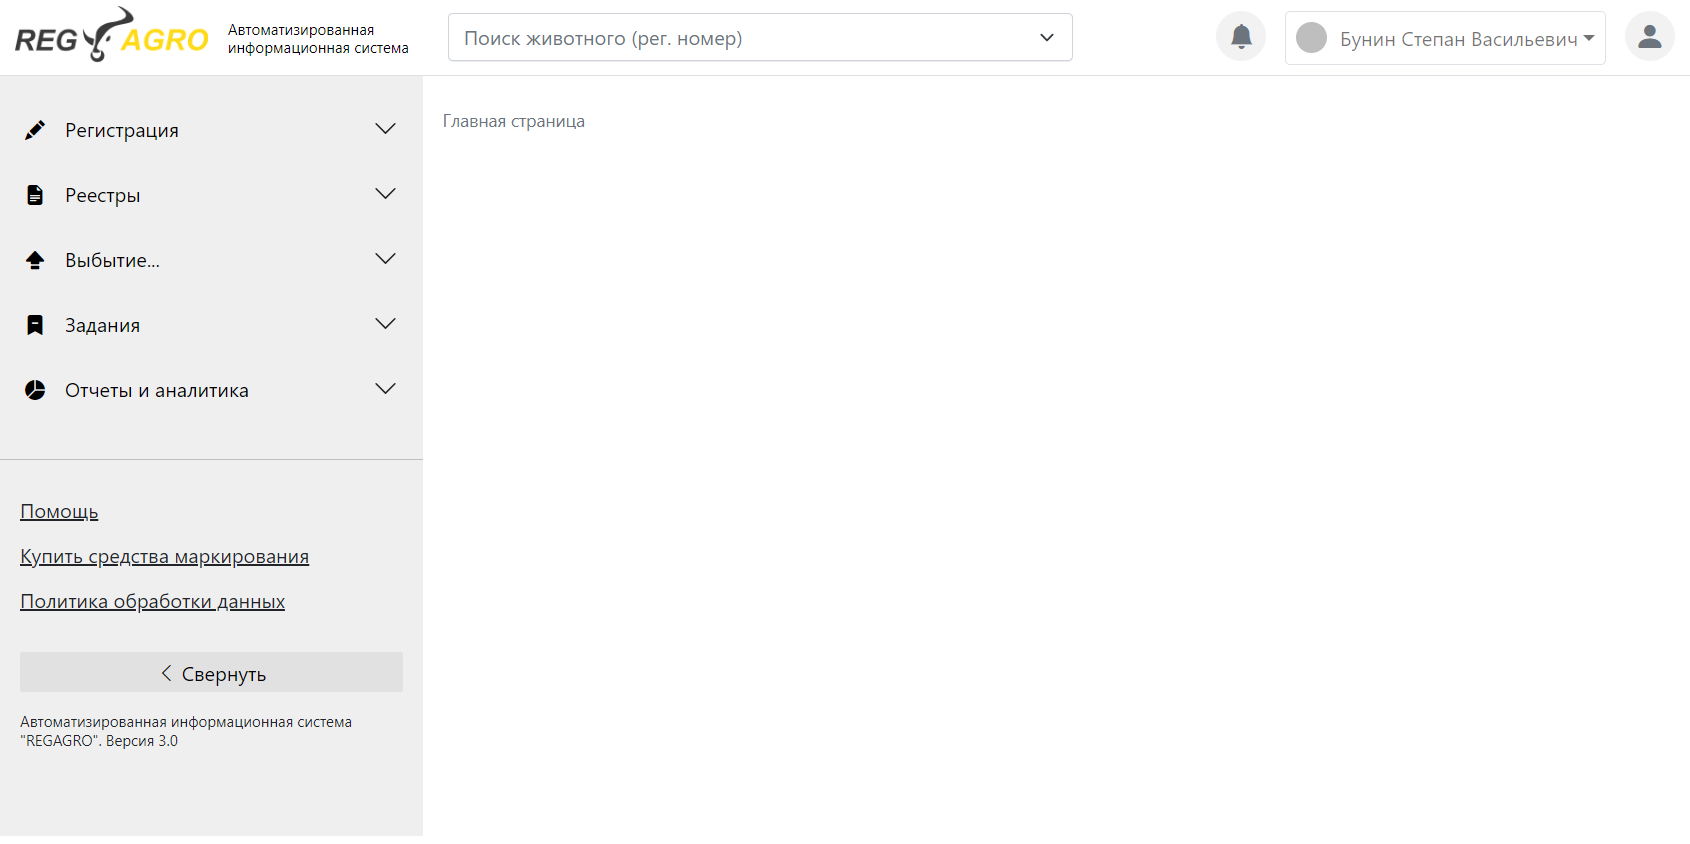 REG AGRO
Автоматизированная
информационная система
Поиск животного (рег. номер)
Бунин Степан Васильевич
Регистрация
Реестры
Выбытие...
Задания
Отчеты и аналитика
Помощь
Купить средства маркирования
Политика обработки данных
Свернуть
Автоматизированная информационная система
"REGAGRO". Версия 3.0
Главная страница